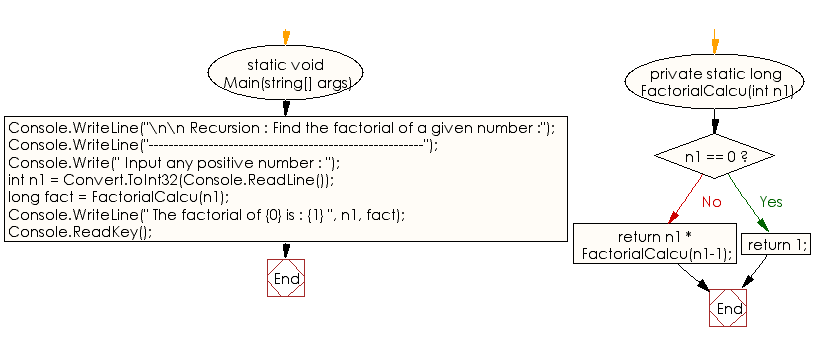 static void
Main(string[] args)
Console.WriteLine("\n\n Recursion : Find the factorial of a given number :");
Console.WriteLine("--------------------------------------------------------");
Console.Write(" Input any positive number : ");
int n1 = Convert.ToInt32(Console.ReadLine());
long fact = FactorialCalcu(n1);
Console.WriteLine(" The factorial of {0} is : {1} ", n1, fact);
Console.ReadKey();
End
private static long
FactorialCalcu(int n1)
n1 == 0 ?
No
Yes
return n1 *
FactorialCalcu(n1-1);
return 1;
End